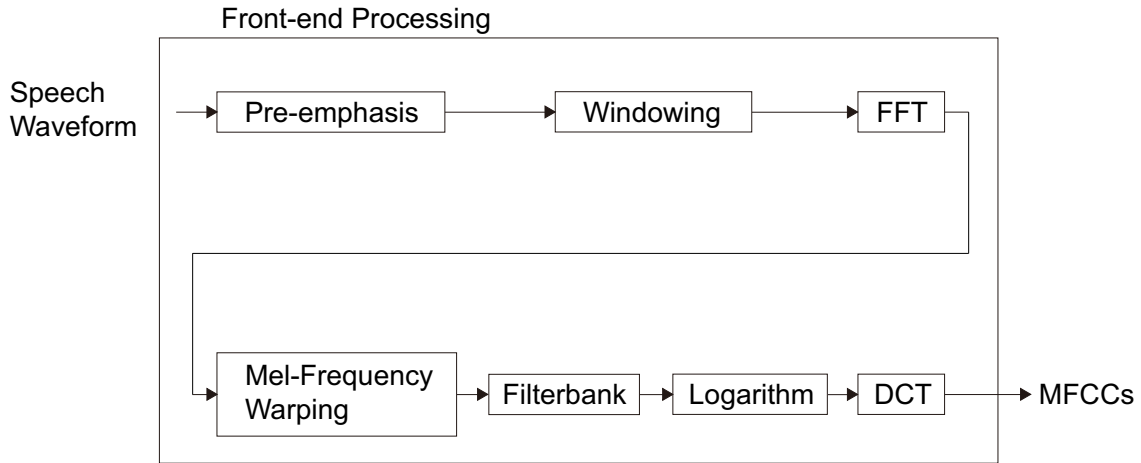 Front-end Processing
Speech
Waveform
Pre-emphasis
Windowing
FFT
Mel-Frequency
Warping
Filterbank
Logarithm
DCT
MFCCs